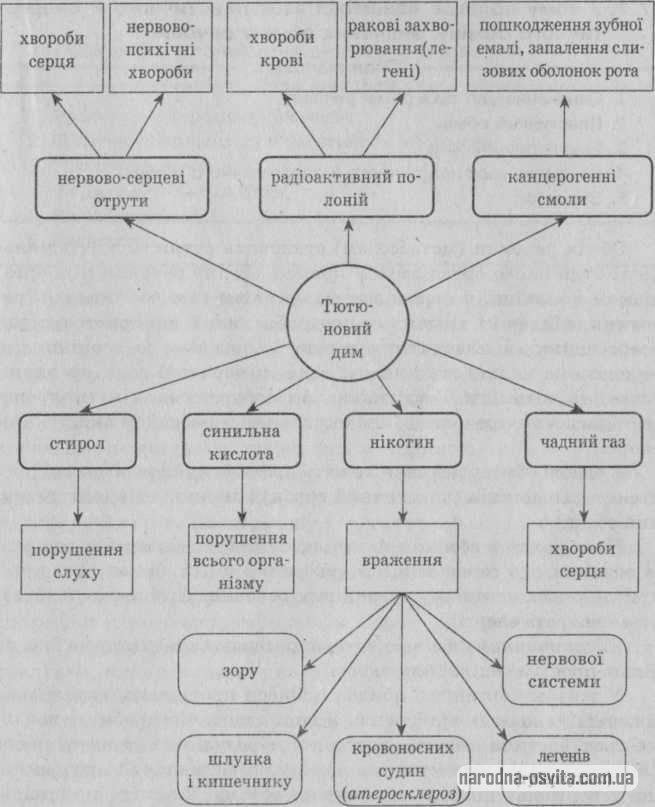 хвороби
серця
нервово-
психічні
хвороби
хвороби
крові
ракові захво-
рювання(ле-
гені)
пошкодження зубної
емалі, запалення сли-
зових оболонок рота
нервово-серцеві
отрути
радіоактивний по-
лоній
канцерогенні
смоли
Тютю-
новий
дим
стирол
синильна
кислота
нікотин
чадний газ
порушення
слуху
порушення
всього орга-
нізму
враження
хвороби
серця
зору
нервової
системи
шлунка
і кишечнику
кровоносних
судин
(атеросклероз)
легенів
narodna-osvita.com.ua